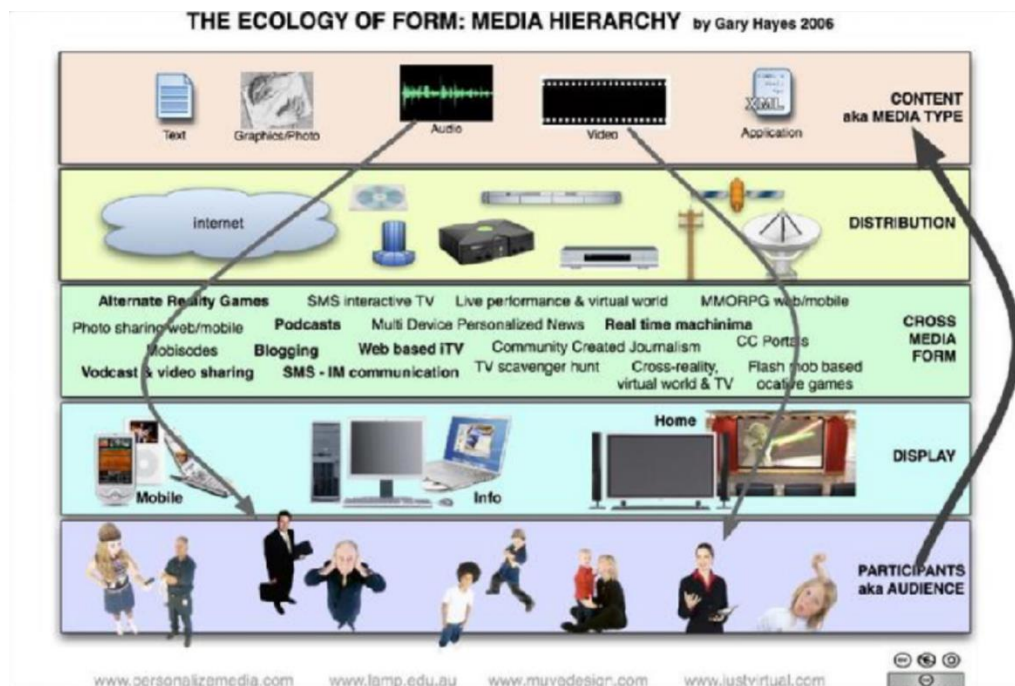 THE ECOLOGY OF FORM: MEDIA HIERARCHY by Gary Hayes 2006
Text
Graphics/Photo
Audio
Video
XML
Application
CONTENT
aka MEDIA TYPE
internet
DISTRIBUTION
Alternate Reality Games SMS interactive TV Live performance & virtual world MMORPG web/mobile
Photo sharing web/mobile Podcasts Multi Device Personalized News Real time machinima
Mobisodes Blogging Web based iTV Community Created Journalism CC Portals
Vodcast & video sharing SMS - IM communication TV scavenger hunt Cross-reality,
virtual world & TV
Flash mob based
ocative games
CROSS
MEDIA
FORM
Mobile
Info
Home
DISPLAY
PARTICIPANTS
aka AUDIENCE
www.personalizemedia.com www.lamp.edu.au www.muvedesign.com www.justvirtual.com